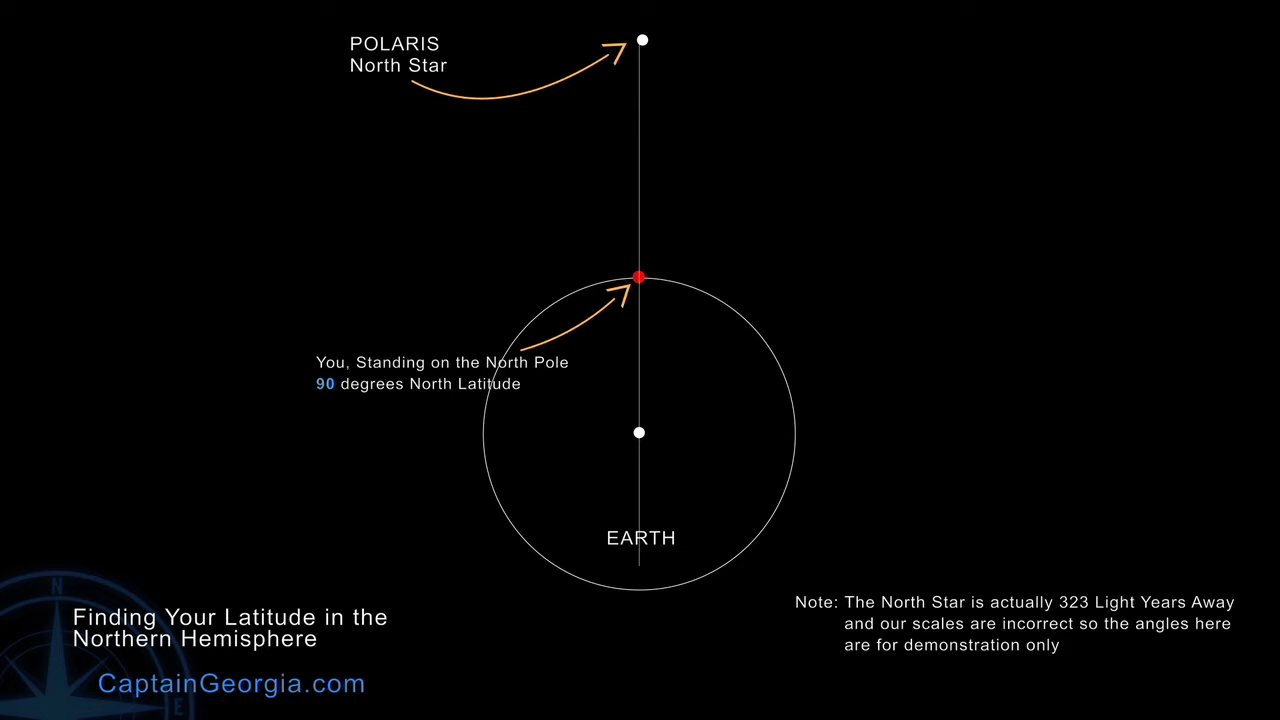 POLARIS
North Star
You, Standing on the North Pole
90 degrees North Latitude
EARTH
Note: The North Star is actually 323 Light Years Away
and our scales are incorrect so the angles here
are for demonstration only
Finding Your Latitude in the
Northern Hemisphere
CaptainGeorgia.com
N
E